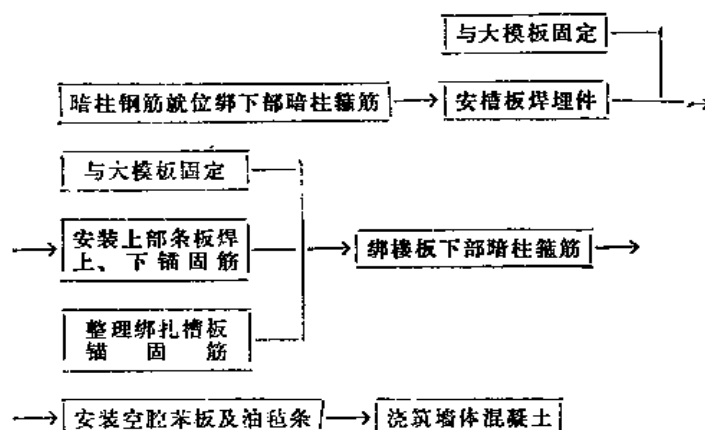 与大模板固定
暗柱钢筋就位绑下部暗柱箍筋
安槽板焊埋件
与大模板固定
安装上部条板焊
上、下锚固筋
绑楼板下部暗柱箍筋
整理绑扎槽板
锚固筋
安装空腔苯板及油毡条
浇筑墙体混凝土